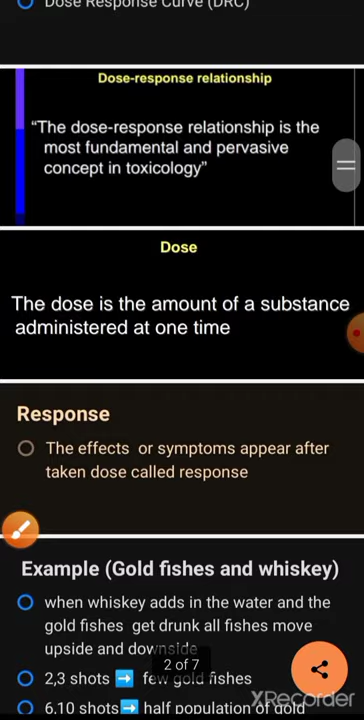 Dose Response Curve (DRC)
Dose-response relationship
“The dose-response relationship is the
most fundamental and pervasive
concept in toxicology”
Dose
The dose is the amount of a substance
administered at one time
Response
The effects or symptoms appear after
taken dose called response
Example (Gold fishes and whiskey)
when whiskey adds in the water and the
gold fishes get drunk all fishes move
upside and downside
2 of 7
2,3 shots ➡ few gold fishes
6.10 shots ➡ half population of gold
XRecorder